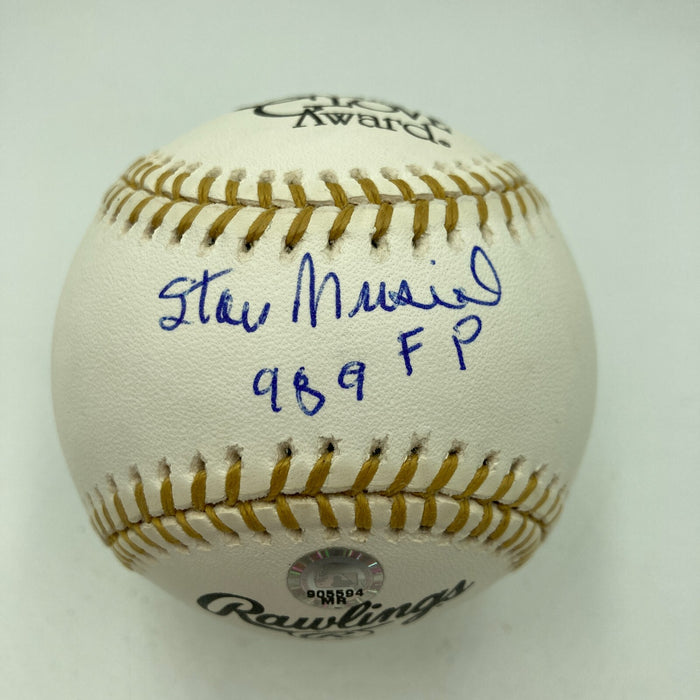 Glove
Award®
Stan Musial
989 FP
905594
MR
Rawlings
R